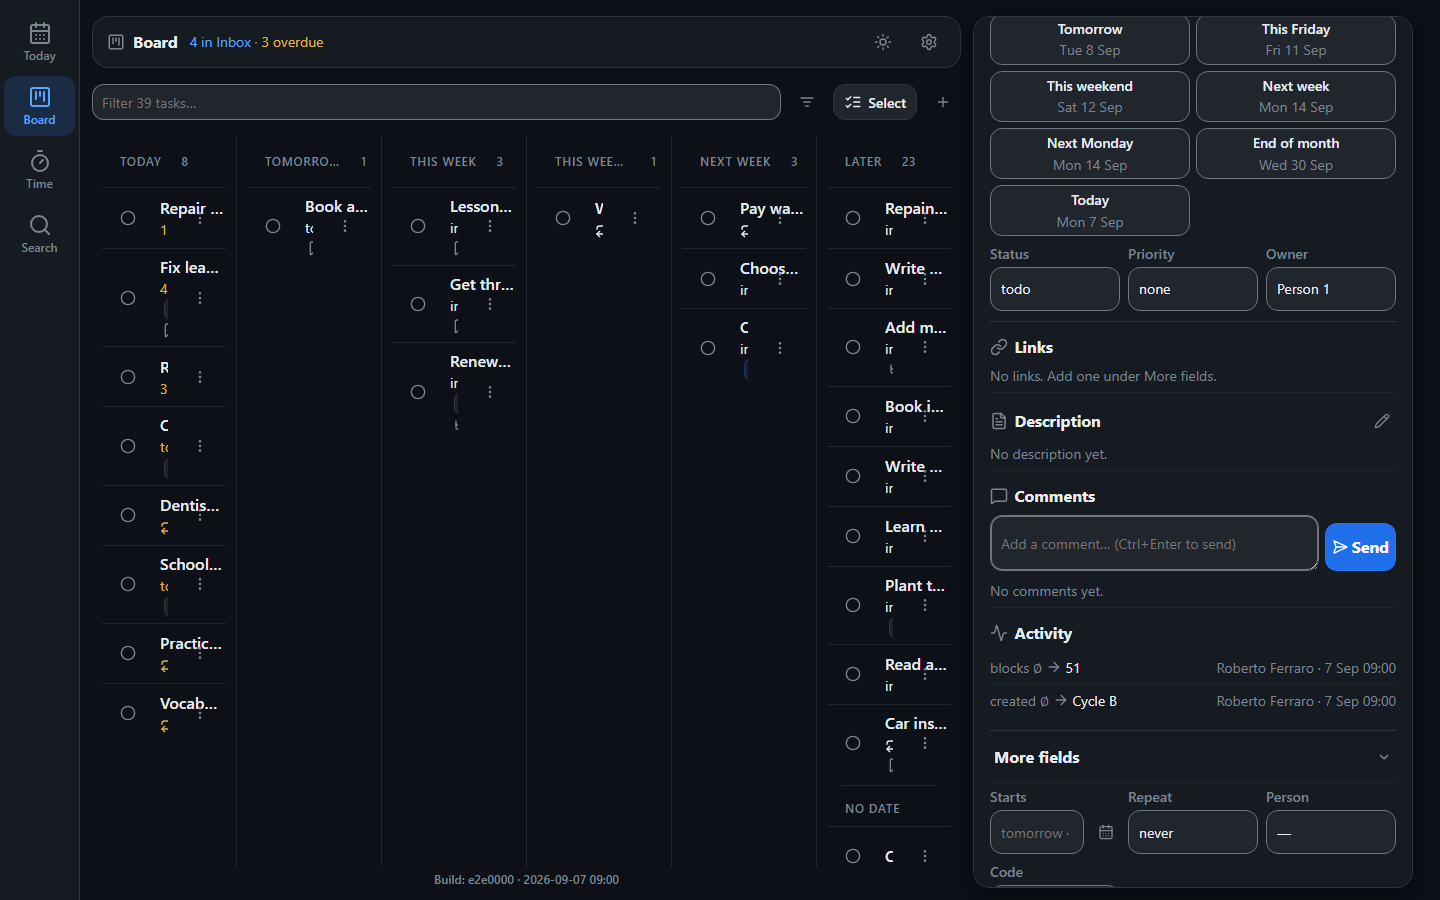 Today
Board
Time
Search
Board 4 in Inbox · 3 overdue
Filter 39 tasks...
Select
TODAY 8
Repair ...
1
Fix lea...
4
R
3
C
Dentis...
School...
Practic...
Vocab...
TOMORRO... 1
Book a...
THIS WEEK 3
Lesson...
Get thr...
Renew...
THIS WEE... 1
NEXT WEEK 3
Pay wa...
Choos...
C
LATER 23
Repain...
Write ...
Add m...
Book i...
Write ...
Learn ...
Plant t...
Read a...
Car ins...
NO DATE
C
Build: e2e0000 · 2026-09-07 09:00
Tomorrow
Tue 8 Sep
This Friday
Fri 11 Sep
This weekend
Sat 12 Sep
Next week
Mon 14 Sep
Next Monday
Mon 14 Sep
End of month
Wed 30 Sep
Today
Mon 7 Sep
Status Priority Owner
todo none Person 1
Links
No links. Add one under More fields.
Description
No description yet.
Comments
Add a comment... (Ctrl+Enter to send)
Send
No comments yet.
Activity
blocks ∅ → 51 Roberto Ferraro · 7 Sep 09:00
created ∅ → Cycle B Roberto Ferraro · 7 Sep 09:00
More fields
Starts Repeat Person
tomorrow · never —
Code